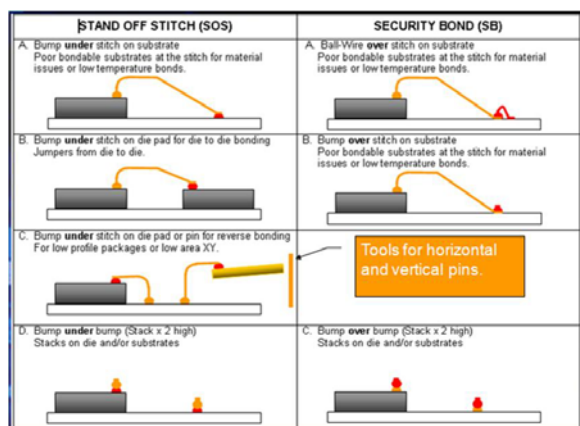 STAND OFF STITCH (SOS)
SECURITY BOND (SB)
A. Bump under stitch on substrate
Poor bondable substrates at the stitch for material
issues or low temperature bonds.
A. Ball-Wire over stitch on substrate
Poor bondable substrates at the stitch for material
issues or low temperature bonds.
B. Bump under stitch on die pad for die to die bonding
Jumpers from die to die.
B. Bump over stitch on substrate
Poor bondable substrates at the stitch for material
issues or low temperature bonds.
C. Bump under stitch on die pad or pin for reverse bonding
For low profile packages or low area XY.
Tools for horizontal
and vertical pins.
D. Bump under bump (Stack x 2 high)
Stacks on die and/or substrates
C. Bump over bump (Stack x 2 high)
Stacks on die and/or substrates